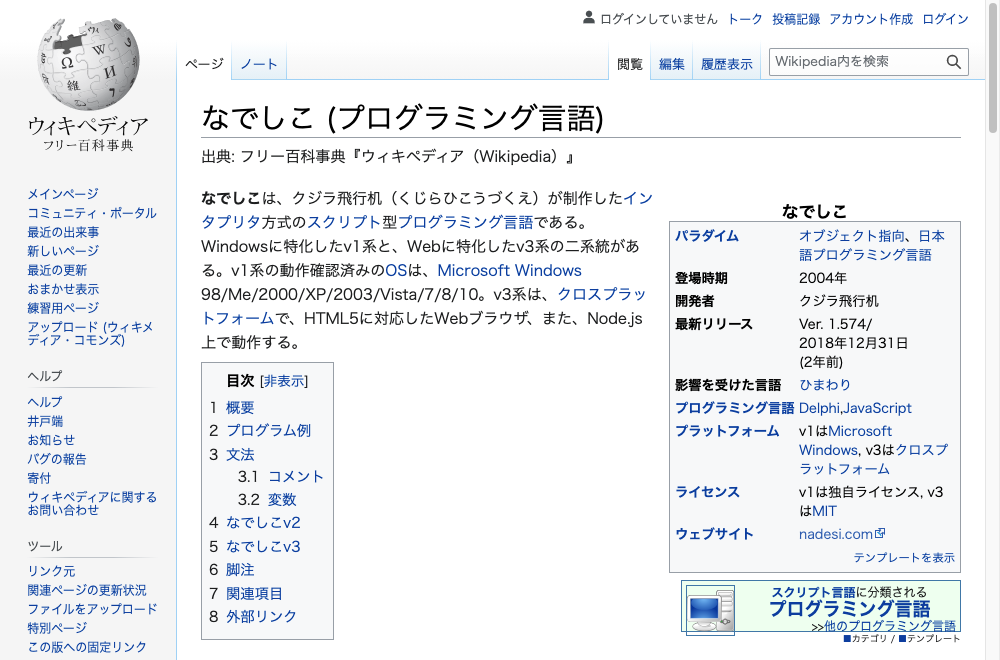 ログインしていません トーク 投稿記録 アカウント作成 ログイン
ページ ノート 閲覧 編集 履歴表示 Wikipedia内を検索
Ω W И 維
ウィキペディア
フリー百科事典
メインページ
コミュニティ・ポータル
最近の出来事
新しいページ
最近の更新
おまかせ表示
練習用ページ
アップロード (ウィキメ
ディア・コモンズ)
ヘルプ
ヘルプ
井戸端
お知らせ
バグの報告
寄付
ウィキペディアに関する
お問い合わせ
ツール
リンク元
関連ページの更新状況
ファイルをアップロード
特別ページ
この版への固定リンク
なでしこ (プログラミング言語)
出典: フリー百科事典『ウィキペディア（Wikipedia）』
なでしこは、クジラ飛行机（くじらひこうづくえ）が制作したイン
タプリタ方式のスクリプト型プログラミング言語である。
Windowsに特化したv1系と、Webに特化したv3系の二系統があ
る。v1系の動作確認済みのOSは、Microsoft Windows
98/Me/2000/XP/2003/Vista/7/8/10。v3系は、クロスプラッ
トフォームで、HTML5に対応したWebブラウザ、また、Node.js
上で動作する。
目次 [非表示]
1 概要
2 プログラム例
3 文法
3.1 コメント
3.2 変数
4 なでしこv2
5 なでしこv3
6 脚注
7 関連項目
8 外部リンク
なでしこ
パラダイム オブジェクト指向、日本
語プログラミング言語
登場時期 2004年
開発者 クジラ飛行机
最新リリース Ver. 1.574/
2018年12月31日
(2年前)
影響を受けた言語 ひまわり
プログラミング言語 Delphi,JavaScript
プラットフォーム v1はMicrosoft
Windows, v3はクロスプ
ラットフォーム
ライセンス v1は独自ライセンス, v3
はMIT
ウェブサイト nadesi.com
テンプレートを表示
スクリプト言語に分類される
プログラミング言語
>>他のプログラミング言語
■カテゴリ / ■テンプレート